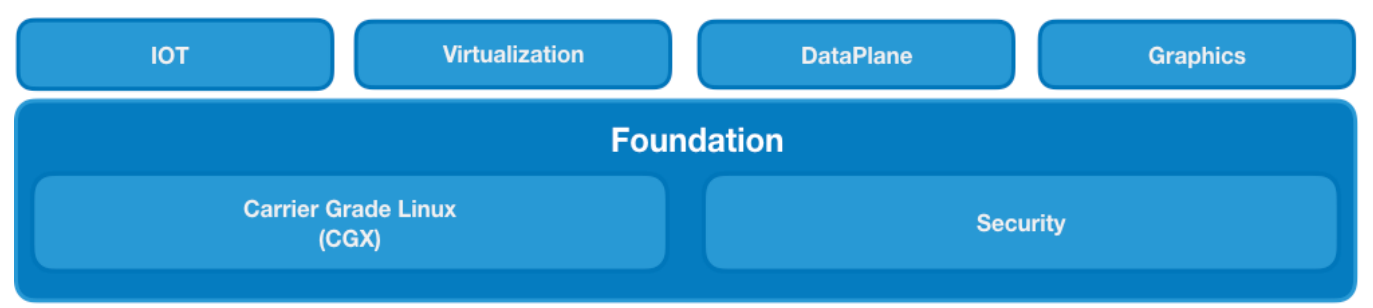 IOT
Virtualization
DataPlane
Graphics
Foundation
Carrier Grade Linux
(CGX)
Security